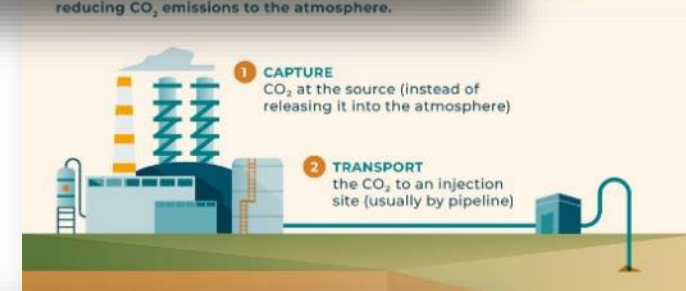 reducing CO₂ emissions to the atmosphere.
1 CAPTURE
CO₂ at the source (instead of
releasing it into the atmosphere)
2 TRANSPORT
the CO₂ to an injection
site (usually by pipeline)